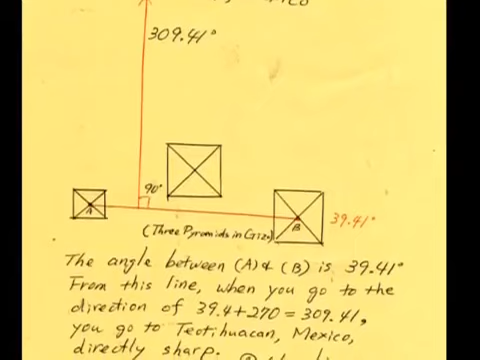 309.41°
90°
A
B
39.41°
(Three Pyramids in Giza)
The angle between (A) & (B) is 39.41°
From this line, when you go to the
direction of 39.4+270 = 309.41,
you go to Teotihuacan, Mexico,
directly sharp.